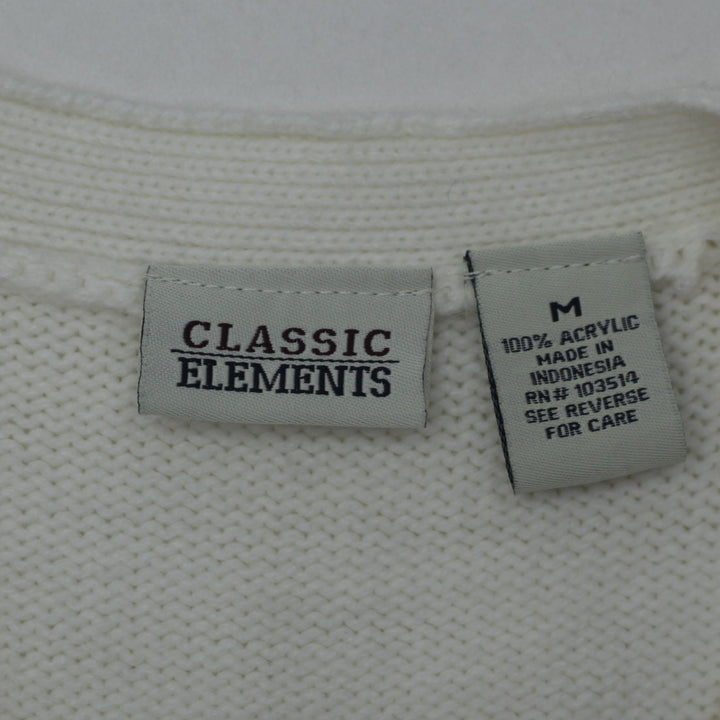 CLASSIC
ELEMENTS
M
100% ACRYLIC
MADE IN
INDONESIA
RN# 103514
SEE REVERSE
FOR CARE